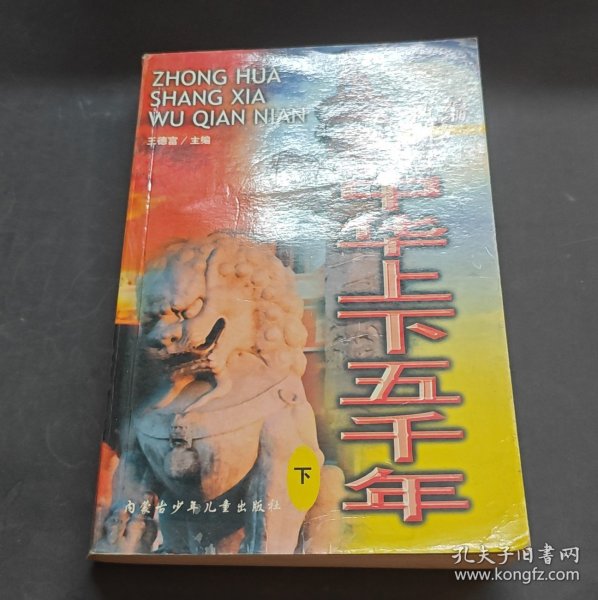 ZHONG HUA
SHANG XIA
WU QIAN NIAN
王德富/主编
中华上下五千年
下
内蒙古少年儿童出版社
孔夫子旧书网
www.kongfz.com